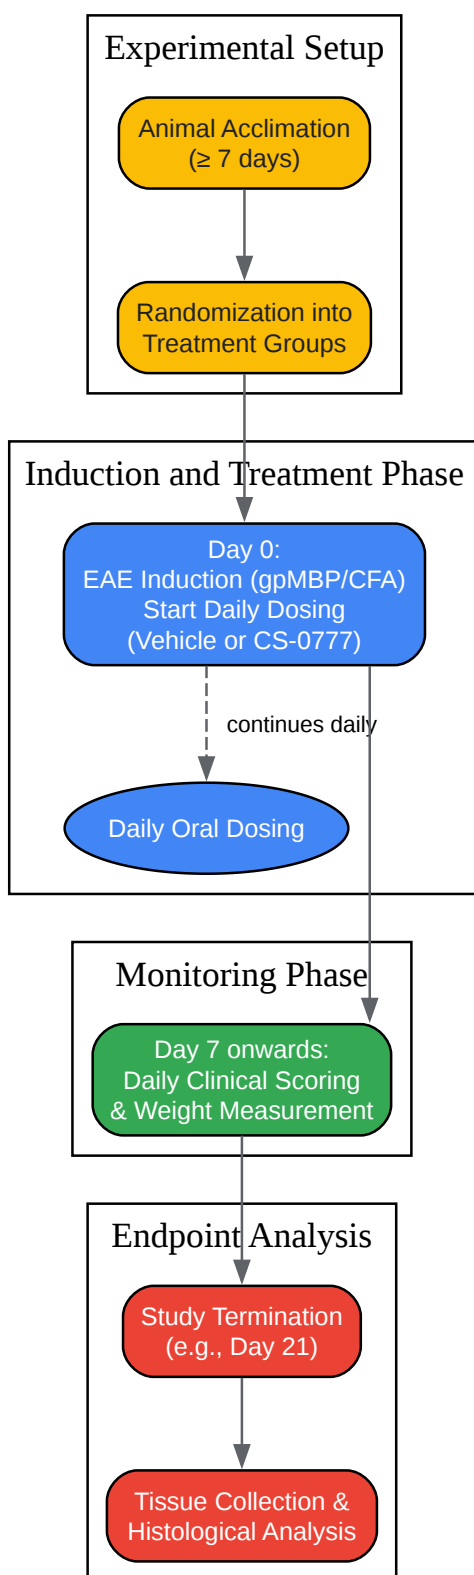 Experimental Setup
Animal Acclimation
(≥ 7 days)
Randomization into
Treatment Groups
Induction and Treatment Phase
Day 0:
EAE Induction (gpMBP/CFA)
Start Daily Dosing
(Vehicle or CS-0777)
continues daily
Daily Oral Dosing
Monitoring Phase
Day 7 onwards:
Daily Clinical Scoring
& Weight Measurement
Endpoint Analysis
Study Termination
(e.g., Day 21)
Tissue Collection &
Histological Analysis